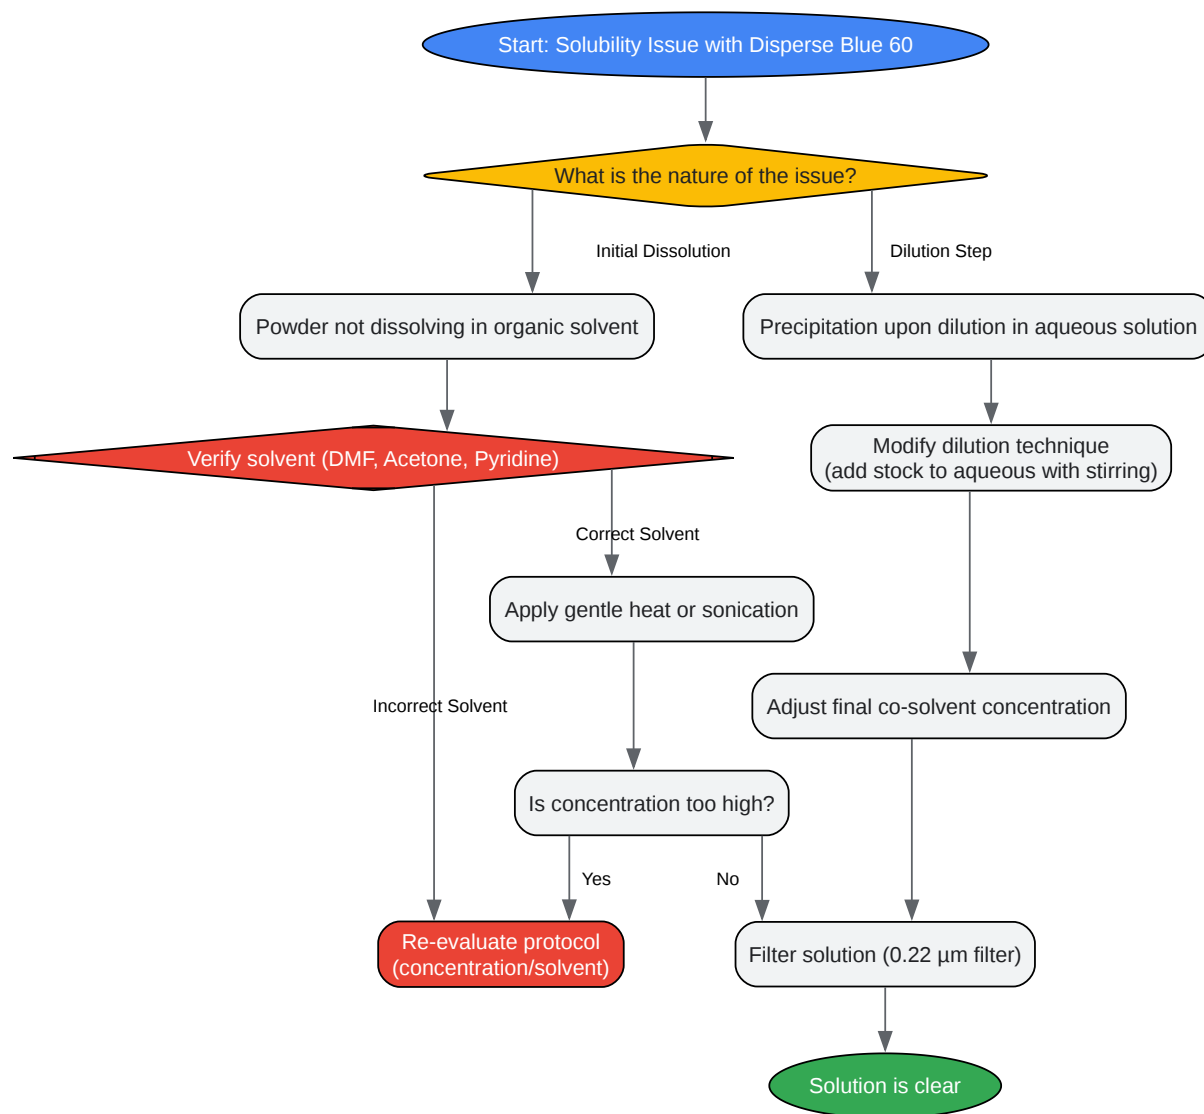 Start: Solubility Issue with Disperse Blue 60
What is the nature of the issue?
Initial Dissolution
Dilution Step
Powder not dissolving in organic solvent
Precipitation upon dilution in aqueous solution
Verify solvent (DMF, Acetone, Pyridine)
Modify dilution technique
(add stock to aqueous with stirring)
Correct Solvent
Apply gentle heat or sonication
Incorrect Solvent
Adjust final co-solvent concentration
Is concentration too high?
Yes
No
Re-evaluate protocol
(concentration/solvent)
Filter solution (0.22 µm filter)
Solution is clear